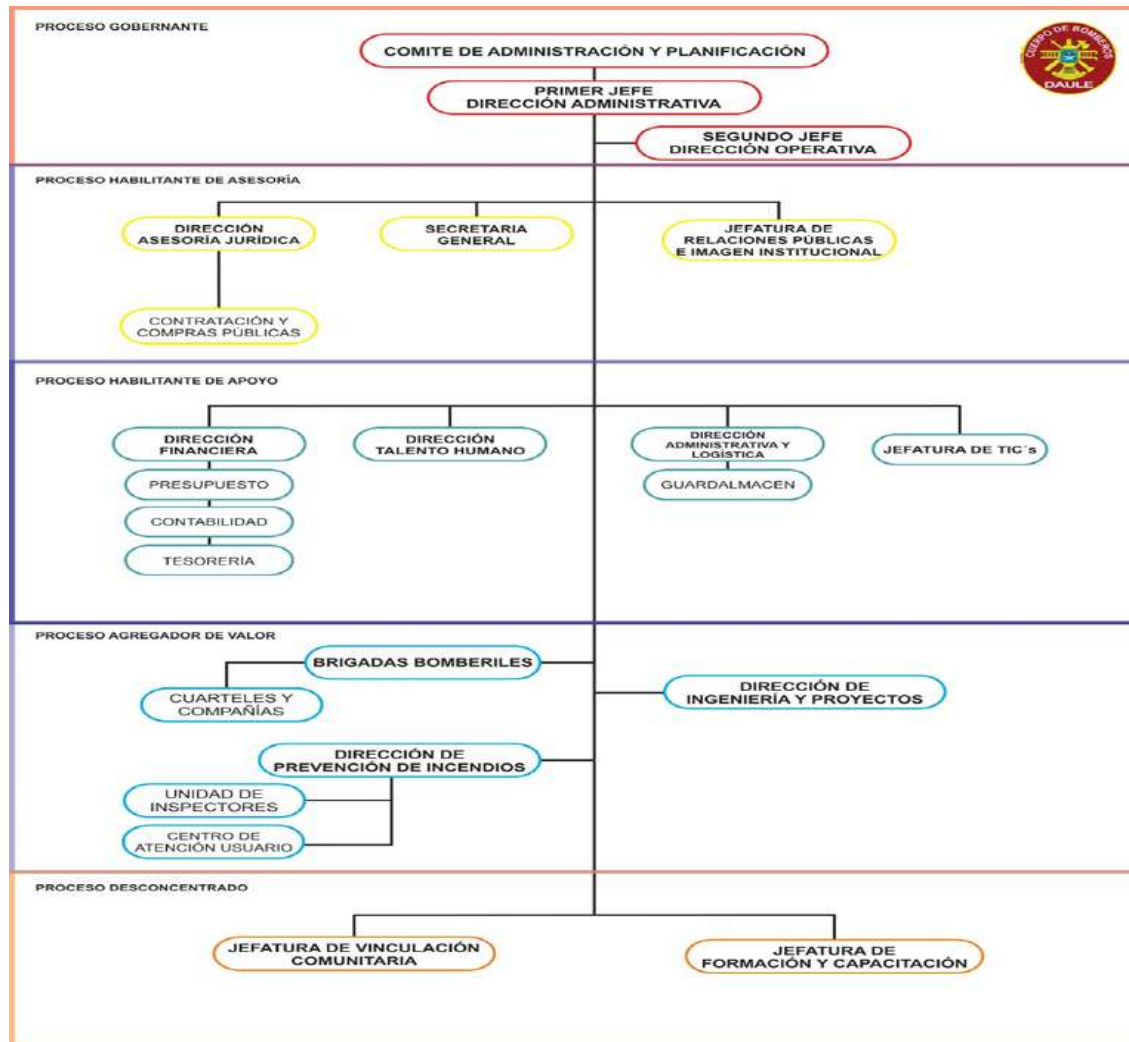 PROCESO GOBERNANTE
COMITE DE ADMINISTRACIÓN Y PLANIFICACIÓN
CUERPO DE BOMBEROS
DAULE
PRIMER JEFE
DIRECCIÓN ADMINISTRATIVA
SEGUNDO JEFE
DIRECCIÓN OPERATIVA
PROCESO HABILITANTE DE ASESORÍA
DIRECCIÓN
ASESORÍA JURÍDICA
SECRETARIA
GENERAL
JEFATURA DE
RELACIONES PÚBLICAS
E IMAGEN INSTITUCIONAL
CONTRATACIÓN Y
COMPRAS PÚBLICAS
PROCESO HABILITANTE DE APOYO
DIRECCIÓN
FINANCIERA
DIRECCIÓN
TALENTO HUMANO
DIRECCIÓN
ADMINISTRATIVA Y
LOGÍSTICA
JEFATURA DE TIC´s
PRESUPUESTO
GUARDALMACEN
CONTABILIDAD
TESORERÍA
PROCESO AGREGADOR DE VALOR
BRIGADAS BOMBERILES
CUARTELES Y
COMPAÑÍAS
DIRECCIÓN DE
INGENIERÍA Y PROYECTOS
DIRECCIÓN DE
PREVENCIÓN DE INCENDIOS
UNIDAD DE
INSPECTORES
CENTRO DE
ATENCIÓN USUARIO
PROCESO DESCONCENTRADO
JEFATURA DE VINCULACIÓN
COMUNITARIA
JEFATURA DE
FORMACIÓN Y CAPACITACIÓN